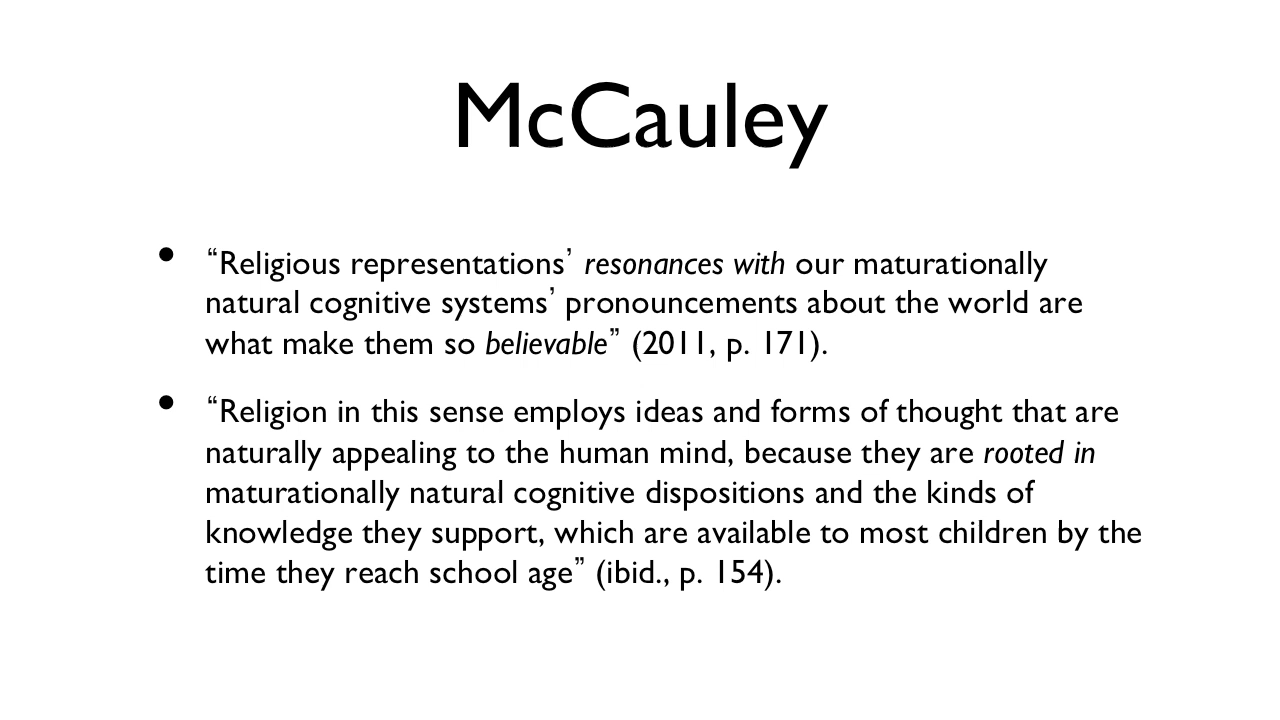 McCauley
• “Religious representations’ resonances with our maturationally
natural cognitive systems’ pronouncements about the world are
what make them so believable” (2011, p. 171).
• “Religion in this sense employs ideas and forms of thought that are
naturally appealing to the human mind, because they are rooted in
maturationally natural cognitive dispositions and the kinds of
knowledge they support, which are available to most children by the
time they reach school age” (ibid., p. 154).